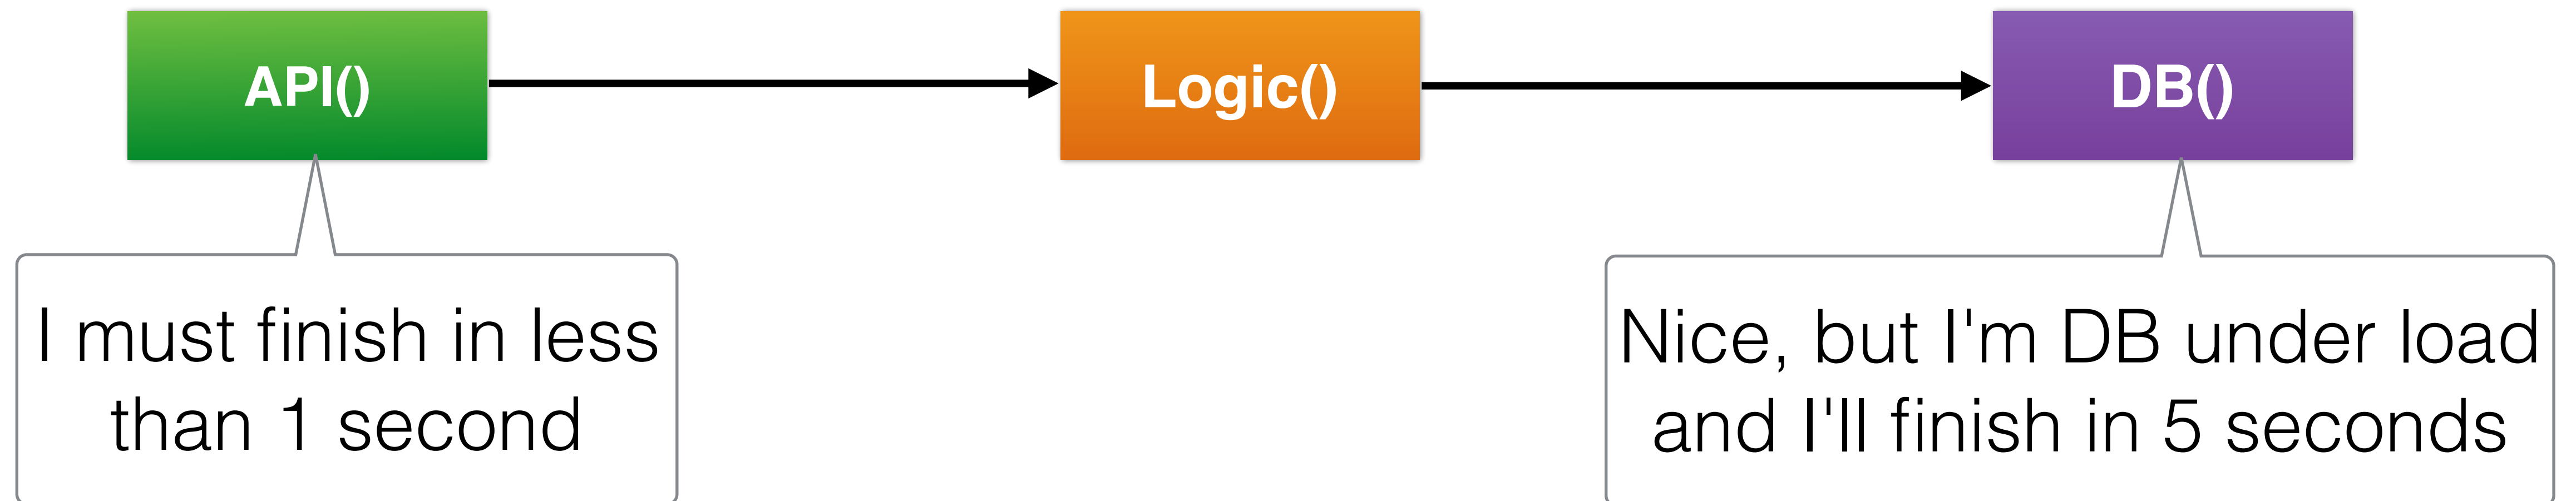 API()
Logic()
DB()
I must finish in less
than 1 second
Nice, but I'm DB under load
and I'll finish in 5 seconds